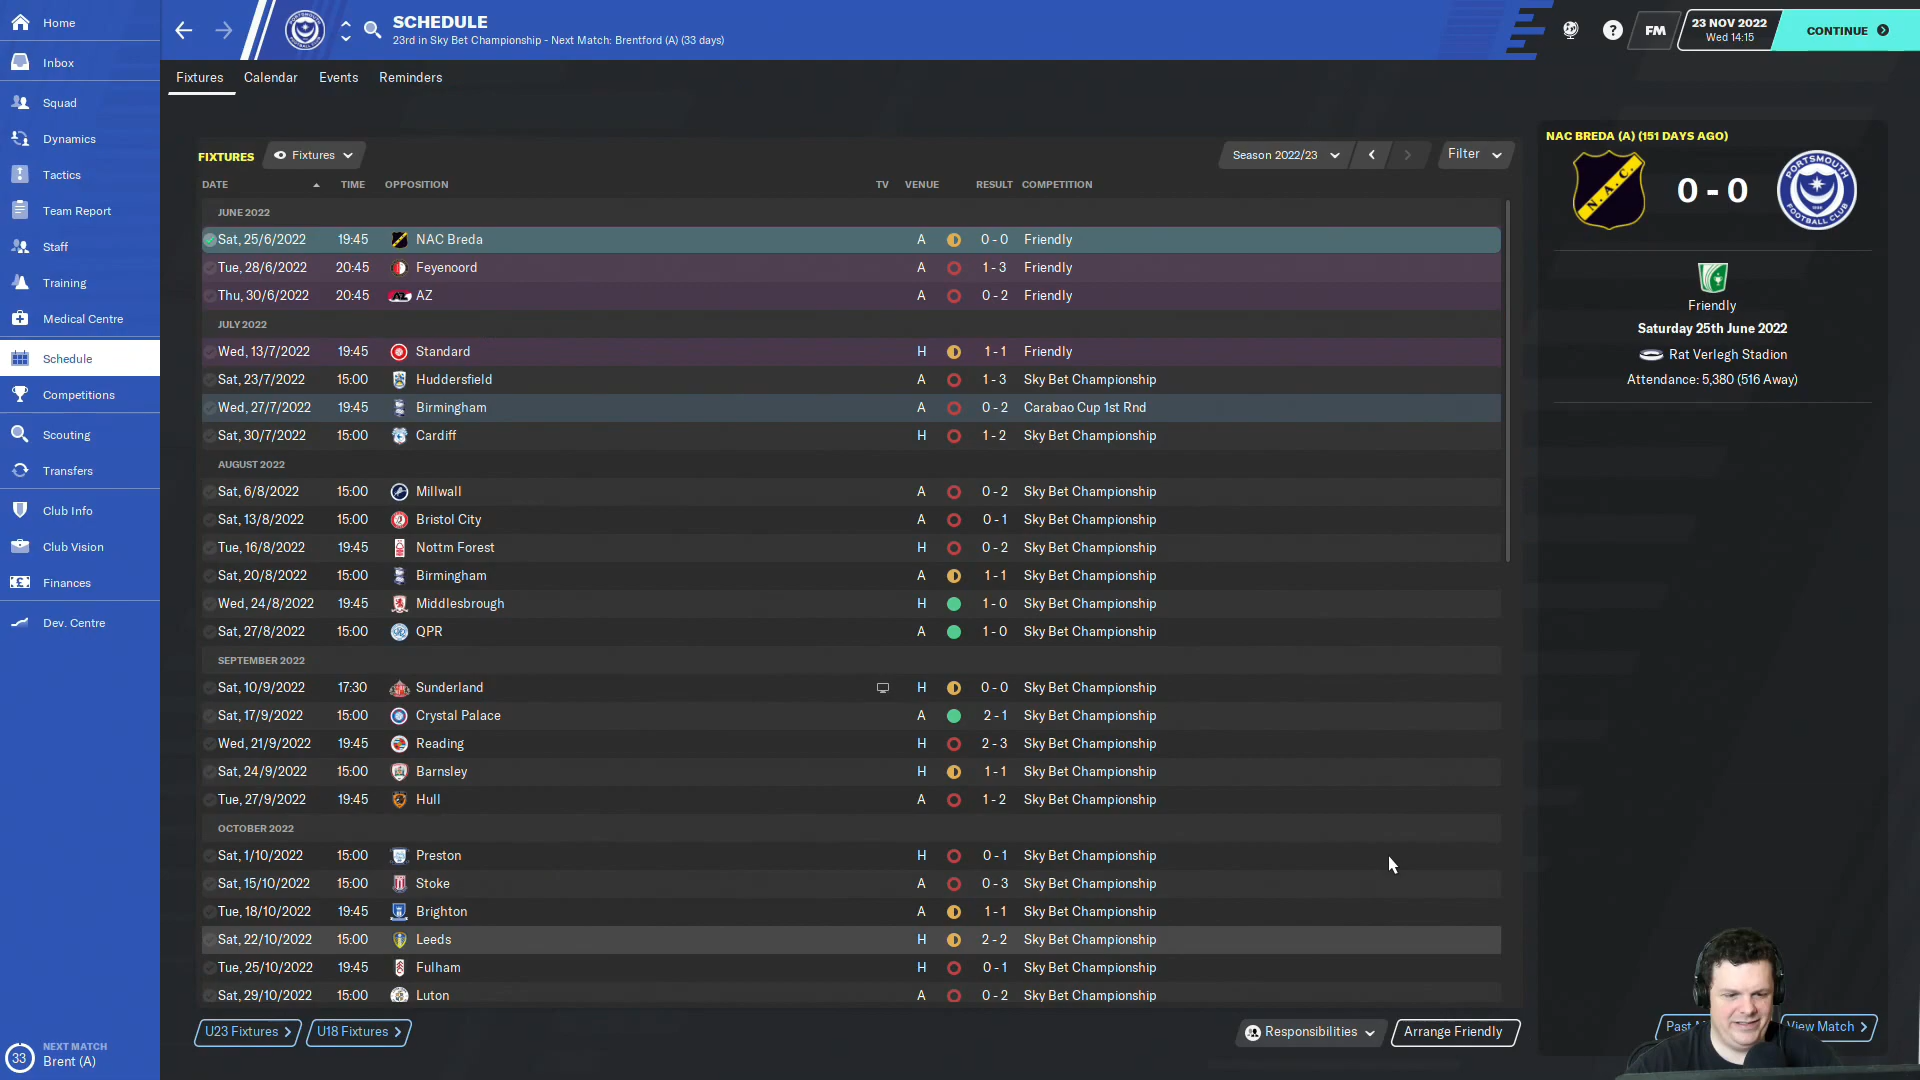 Home
Inbox
Squad
Dynamics
Tactics
Team Report
Staff
Training
Medical Centre
Schedule
Competitions
Scouting
Transfers
Club Info
Club Vision
Finances
Dev. Centre
33
NEXT MATCH
Brent (A)
SCHEDULE
23rd in Sky Bet Championship - Next Match: Brentford (A) (33 days)
FM
23 NOV 2022
Wed 14:15
CONTINUE
Fixtures Calendar Events Reminders
FIXTURES Fixtures Season 2022/23 Filter
DATE TIME OPPOSITION TV VENUE RESULT COMPETITION
JUNE 2022
Sat, 25/6/2022 19:45 NAC Breda A 0 - 0 Friendly
Tue, 28/6/2022 20:45 Feyenoord A 1 - 3 Friendly
Thu, 30/6/2022 20:45 AZ A 0 - 2 Friendly
JULY 2022
Wed, 13/7/2022 19:45 Standard H 1 - 1 Friendly
Sat, 23/7/2022 15:00 Huddersfield A 1 - 3 Sky Bet Championship
Wed, 27/7/2022 19:45 Birmingham A 0 - 2 Carabao Cup 1st Rnd
Sat, 30/7/2022 15:00 Cardiff H 1 - 2 Sky Bet Championship
AUGUST 2022
Sat, 6/8/2022 15:00 Millwall A 0 - 2 Sky Bet Championship
Sat, 13/8/2022 15:00 Bristol City A 0 - 1 Sky Bet Championship
Tue, 16/8/2022 19:45 Nottm Forest H 0 - 2 Sky Bet Championship
Sat, 20/8/2022 15:00 Birmingham A 1 - 1 Sky Bet Championship
Wed, 24/8/2022 19:45 Middlesbrough H 1 - 0 Sky Bet Championship
Sat, 27/8/2022 15:00 QPR A 1 - 0 Sky Bet Championship
SEPTEMBER 2022
Sat, 10/9/2022 17:30 Sunderland H 0 - 0 Sky Bet Championship
Sat, 17/9/2022 15:00 Crystal Palace A 2 - 1 Sky Bet Championship
Wed, 21/9/2022 19:45 Reading H 2 - 3 Sky Bet Championship
Sat, 24/9/2022 15:00 Barnsley H 1 - 1 Sky Bet Championship
Tue, 27/9/2022 19:45 Hull A 1 - 2 Sky Bet Championship
OCTOBER 2022
Sat, 1/10/2022 15:00 Preston H 0 - 1 Sky Bet Championship
Sat, 15/10/2022 15:00 Stoke A 0 - 3 Sky Bet Championship
Tue, 18/10/2022 19:45 Brighton A 1 - 1 Sky Bet Championship
Sat, 22/10/2022 15:00 Leeds H 2 - 2 Sky Bet Championship
Tue, 25/10/2022 19:45 Fulham H 0 - 1 Sky Bet Championship
Sat, 29/10/2022 15:00 Luton A 0 - 2 Sky Bet Championship
U23 Fixtures U18 Fixtures Responsibilities Arrange Friendly
NAC BREDA (A) (151 DAYS AGO)
N.A.C. 0 - 0 PORTSMOUTH FOOTBALL CLUB
Friendly
Saturday 25th June 2022
Rat Verlegh Stadion
Attendance: 5,380 (516 Away)
Past View Match